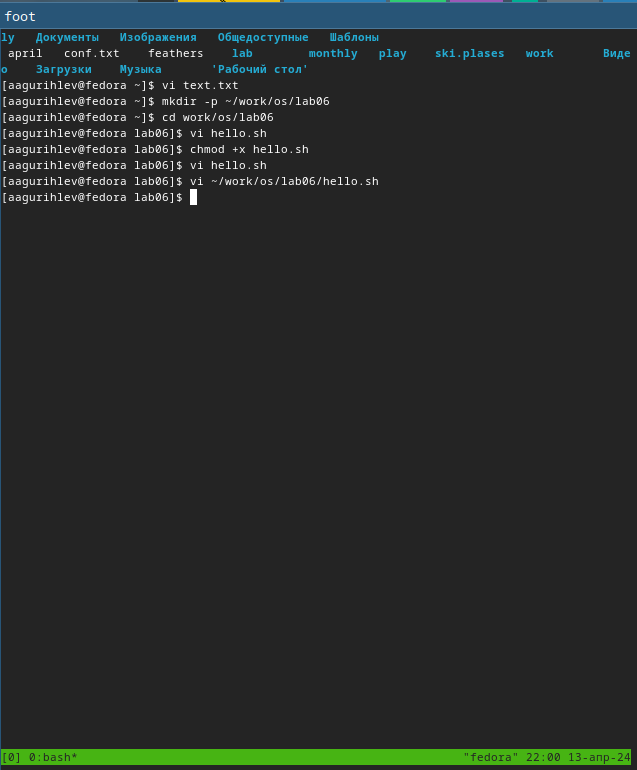 foot
ly Документы Изображения Общедоступные Шаблоны
april conf.txt feathers lab monthly play ski.plases work Виде
о Загрузки Музыка 'Рабочий стол'
[aagurihlev@fedora ~]$ vi text.txt
[aagurihlev@fedora ~]$ mkdir -p ~/work/os/lab06
[aagurihlev@fedora ~]$ cd work/os/lab06
[aagurihlev@fedora lab06]$ vi hello.sh
[aagurihlev@fedora lab06]$ chmod +x hello.sh
[aagurihlev@fedora lab06]$ vi hello.sh
[aagurihlev@fedora lab06]$ vi ~/work/os/lab06/hello.sh
[aagurihlev@fedora lab06]$
[0] 0:bash* "fedora" 22:00 13-апр-24